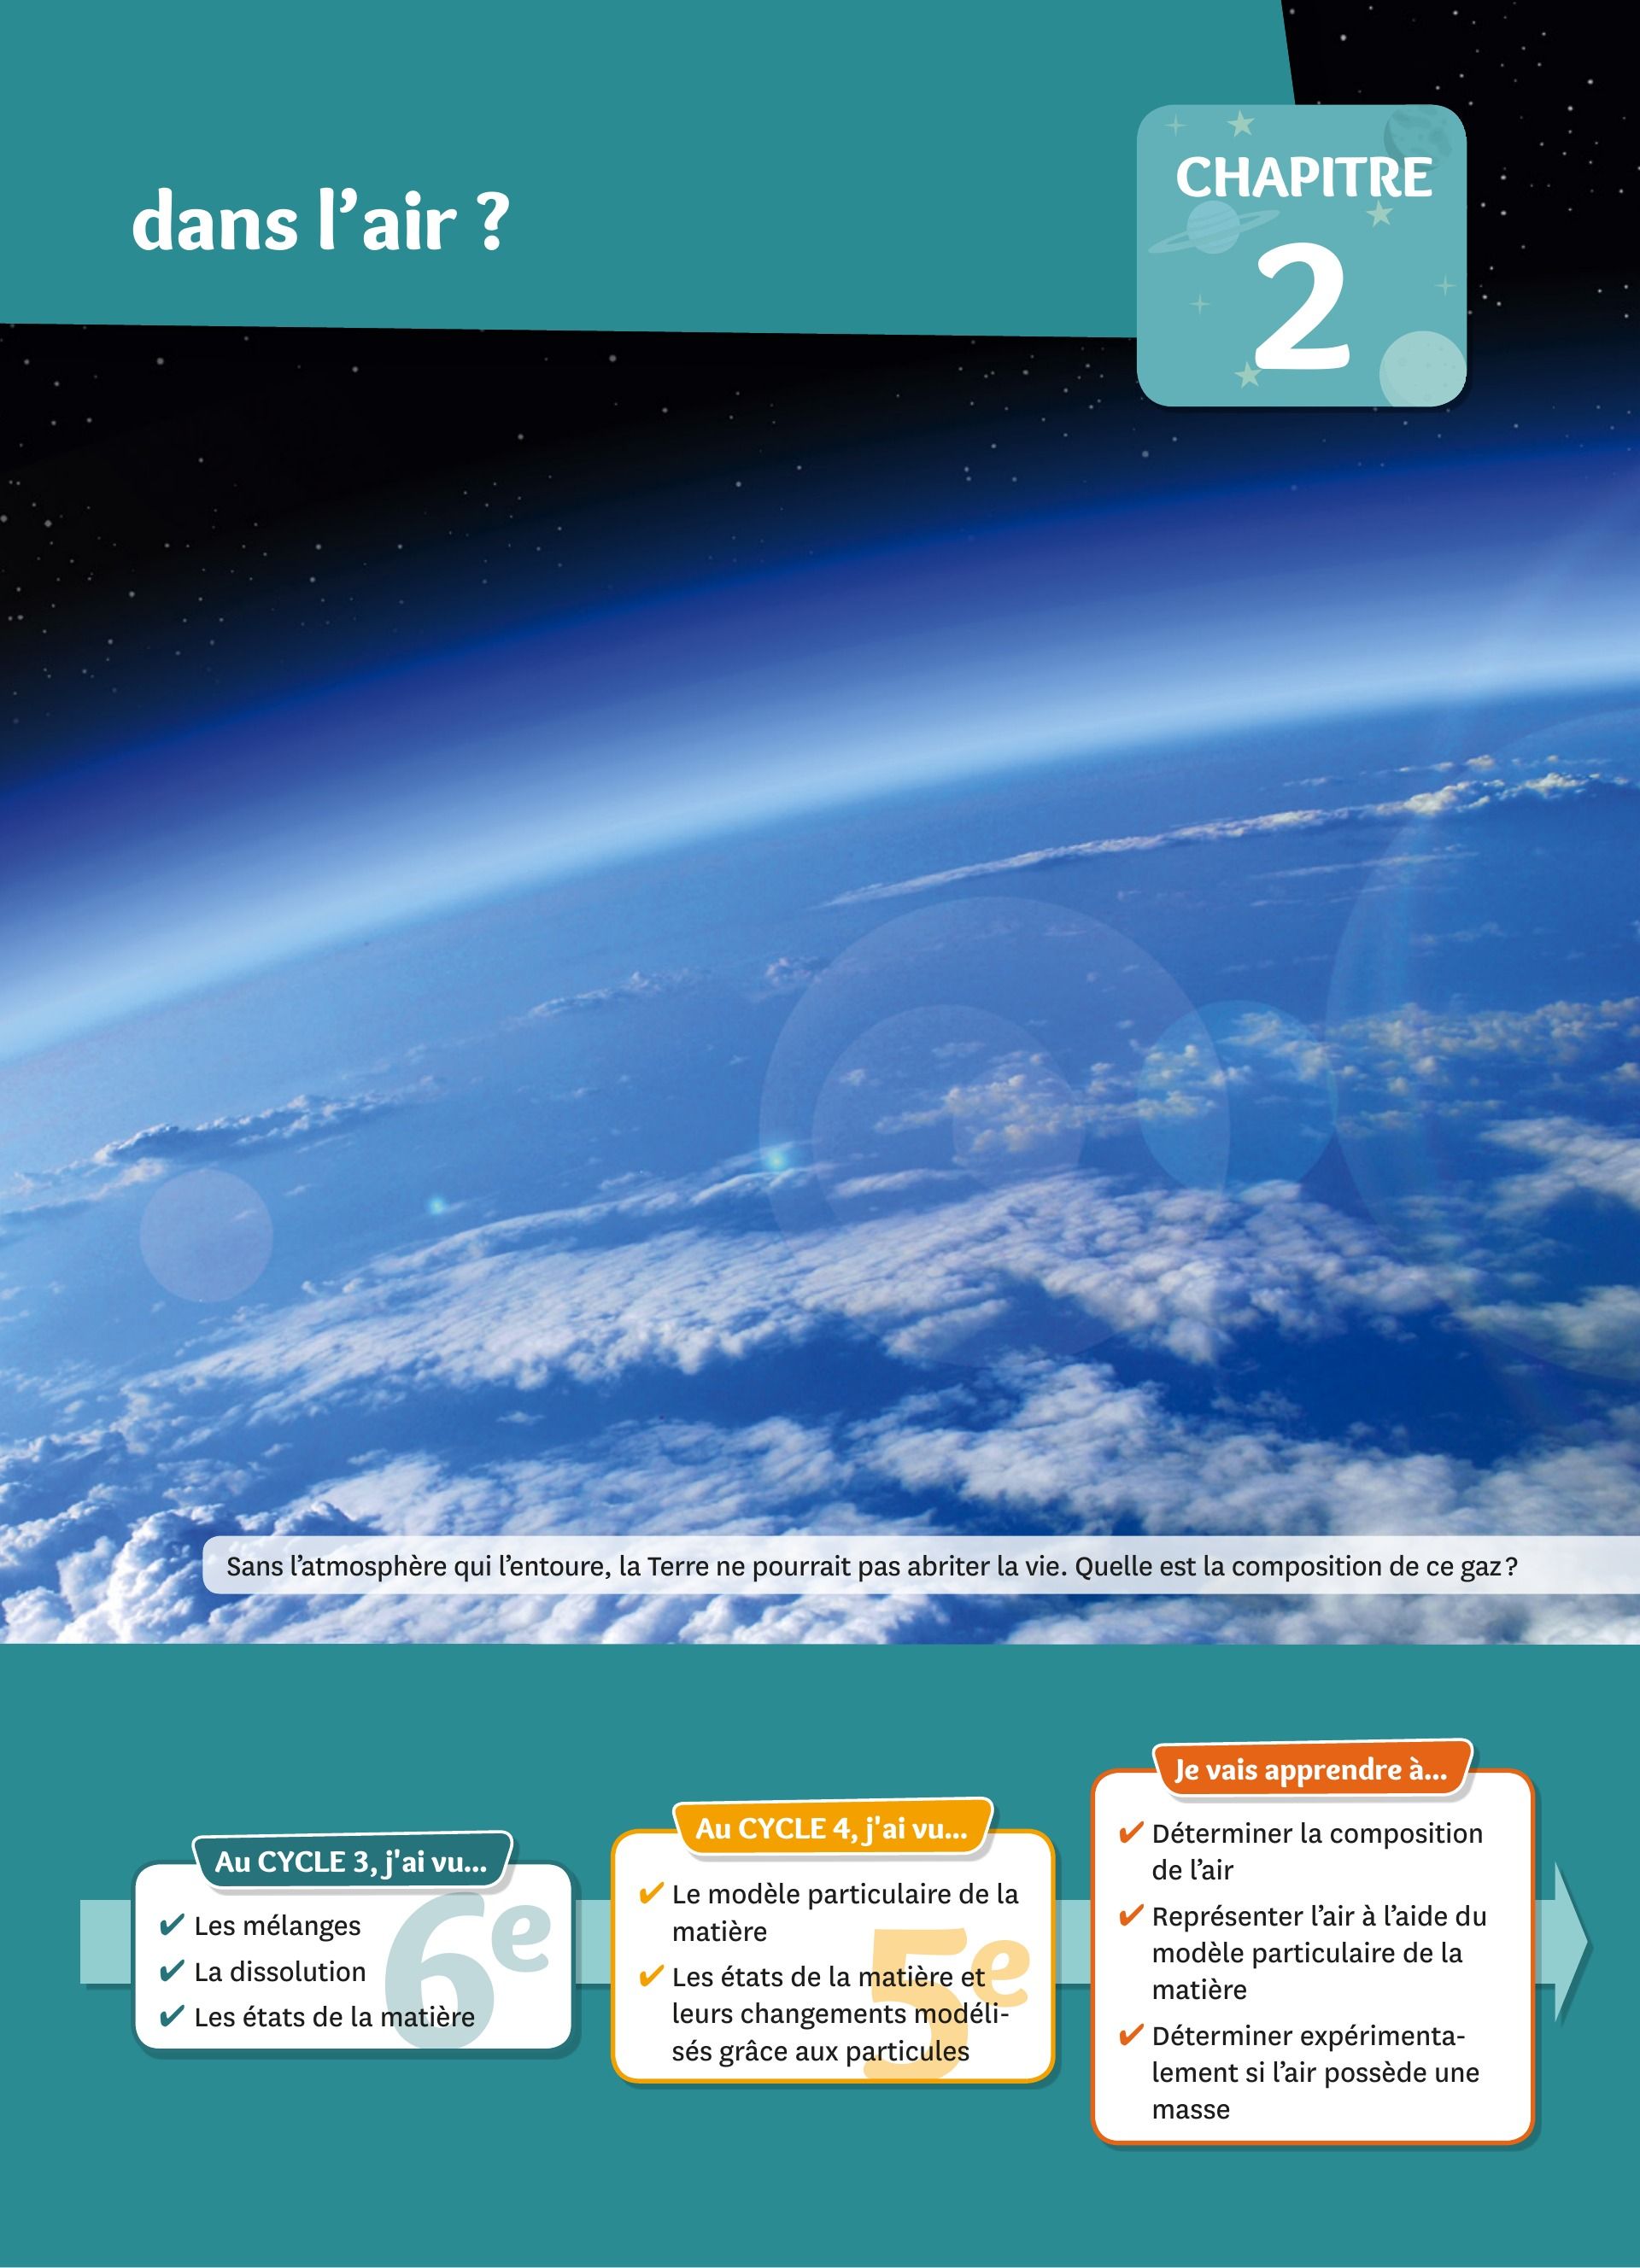 dans l’air ?
CHAPITRE
2
Sans l’atmosphère qui l’entoure, la Terre ne pourrait pas abriter la vie. Quelle est la composition de ce gaz ?
Au CYCLE 3, j'ai vu...
6e
✔ Les mélanges
✔ La dissolution
✔ Les états de la matière
Au CYCLE 4, j'ai vu...
5e
✔ Le modèle particulaire de la
matière
✔ Les états de la matière et
leurs changements modéli-
sés grâce aux particules
Je vais apprendre à...
✔ Déterminer la composition
de l’air
✔ Représenter l’air à l’aide du
modèle particulaire de la
matière
✔ Déterminer expérimenta-
lement si l’air possède une
masse